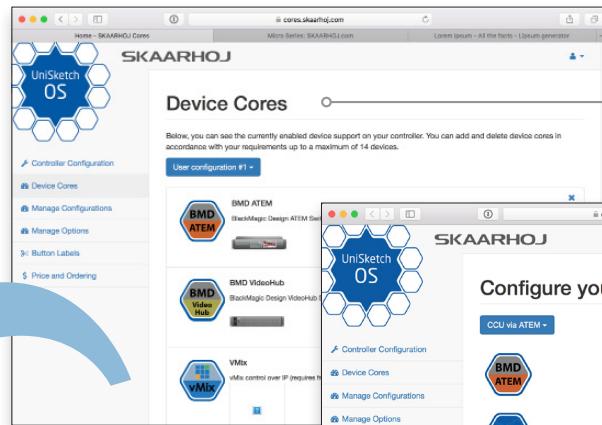 cores.skaarhoj.com
Home - SKAARHOJ Cores
Micro Series: SKAARHOJ.com
Lorem Ipsum - All the facts - Lipsum generator
SKAARHOJ
UniSketch
OS
Device Cores
Below, you can see the currently enabled device support on your controller. You can add and delete device cores in
accordance with your requirements up to a maximum of 14 devices.
User configuration #1
Controller Configuration
Device Cores
Manage Configurations
Manage Options
Button Labels
Price and Ordering
BMD
ATEM
BMD ATEM
BlackMagic Design ATEM
BMD
Video
Hub
BMD VideoHub
BlackMagic Design VideoHub
vMix
VMix
vMix control over IP (requires
SKAARHOJ
UniSketch
OS
Configure you
CCU via ATEM
Controller Configuration
Device Cores
Manage Configurations
Manage Options
BMD
ATEM